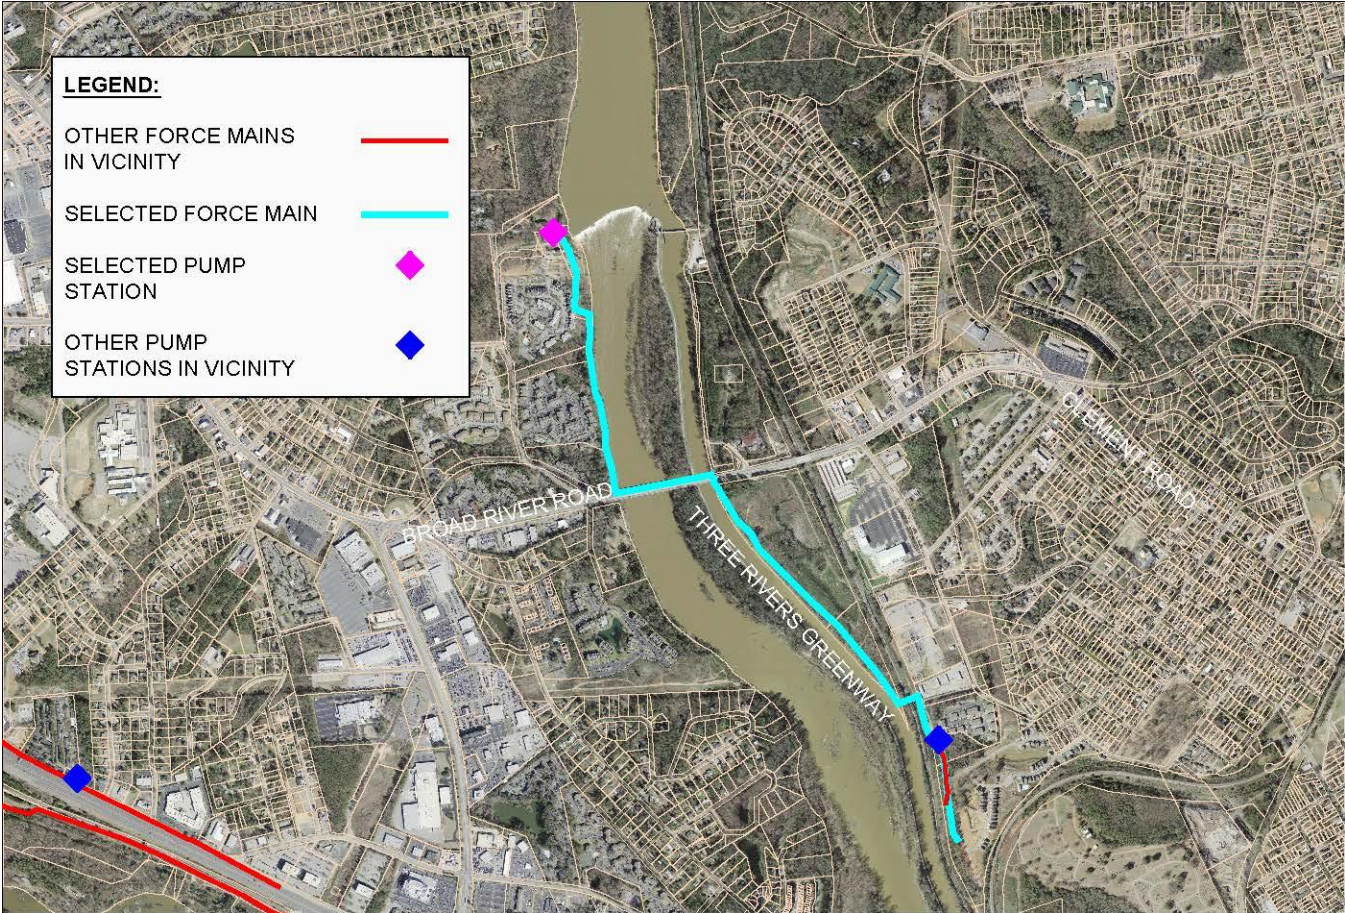 LEGEND:
OTHER FORCE MAINS
IN VICINITY
SELECTED FORCE MAIN
SELECTED PUMP
STATION
OTHER PUMP
STATIONS IN VICINITY
CLEMENT ROAD
BROAD RIVER ROAD
THREE RIVERS GREENWAY